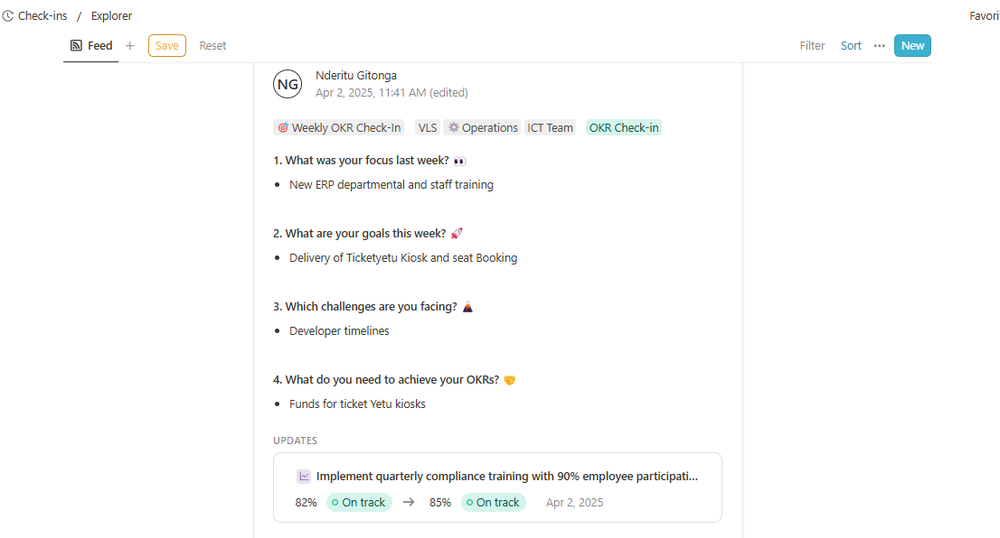 Check-ins / Explorer
Favori
Feed + Save Reset
Filter Sort ··· New
NG
Nderitu Gitonga
Apr 2, 2025, 11:41 AM (edited)
🎯 Weekly OKR Check-In VLS ⚙️ Operations ICT Team OKR Check-in
1. What was your focus last week? 👀
• New ERP departmental and staff training
2. What are your goals this week? 🚀
• Delivery of Ticketyetu Kiosk and seat Booking
3. Which challenges are you facing? 🌋
• Developer timelines
4. What do you need to achieve your OKRs? 🤝
• Funds for ticket Yetu kiosks
UPDATES
Implement quarterly compliance training with 90% employee participati...
82% On track → 85% On track Apr 2, 2025